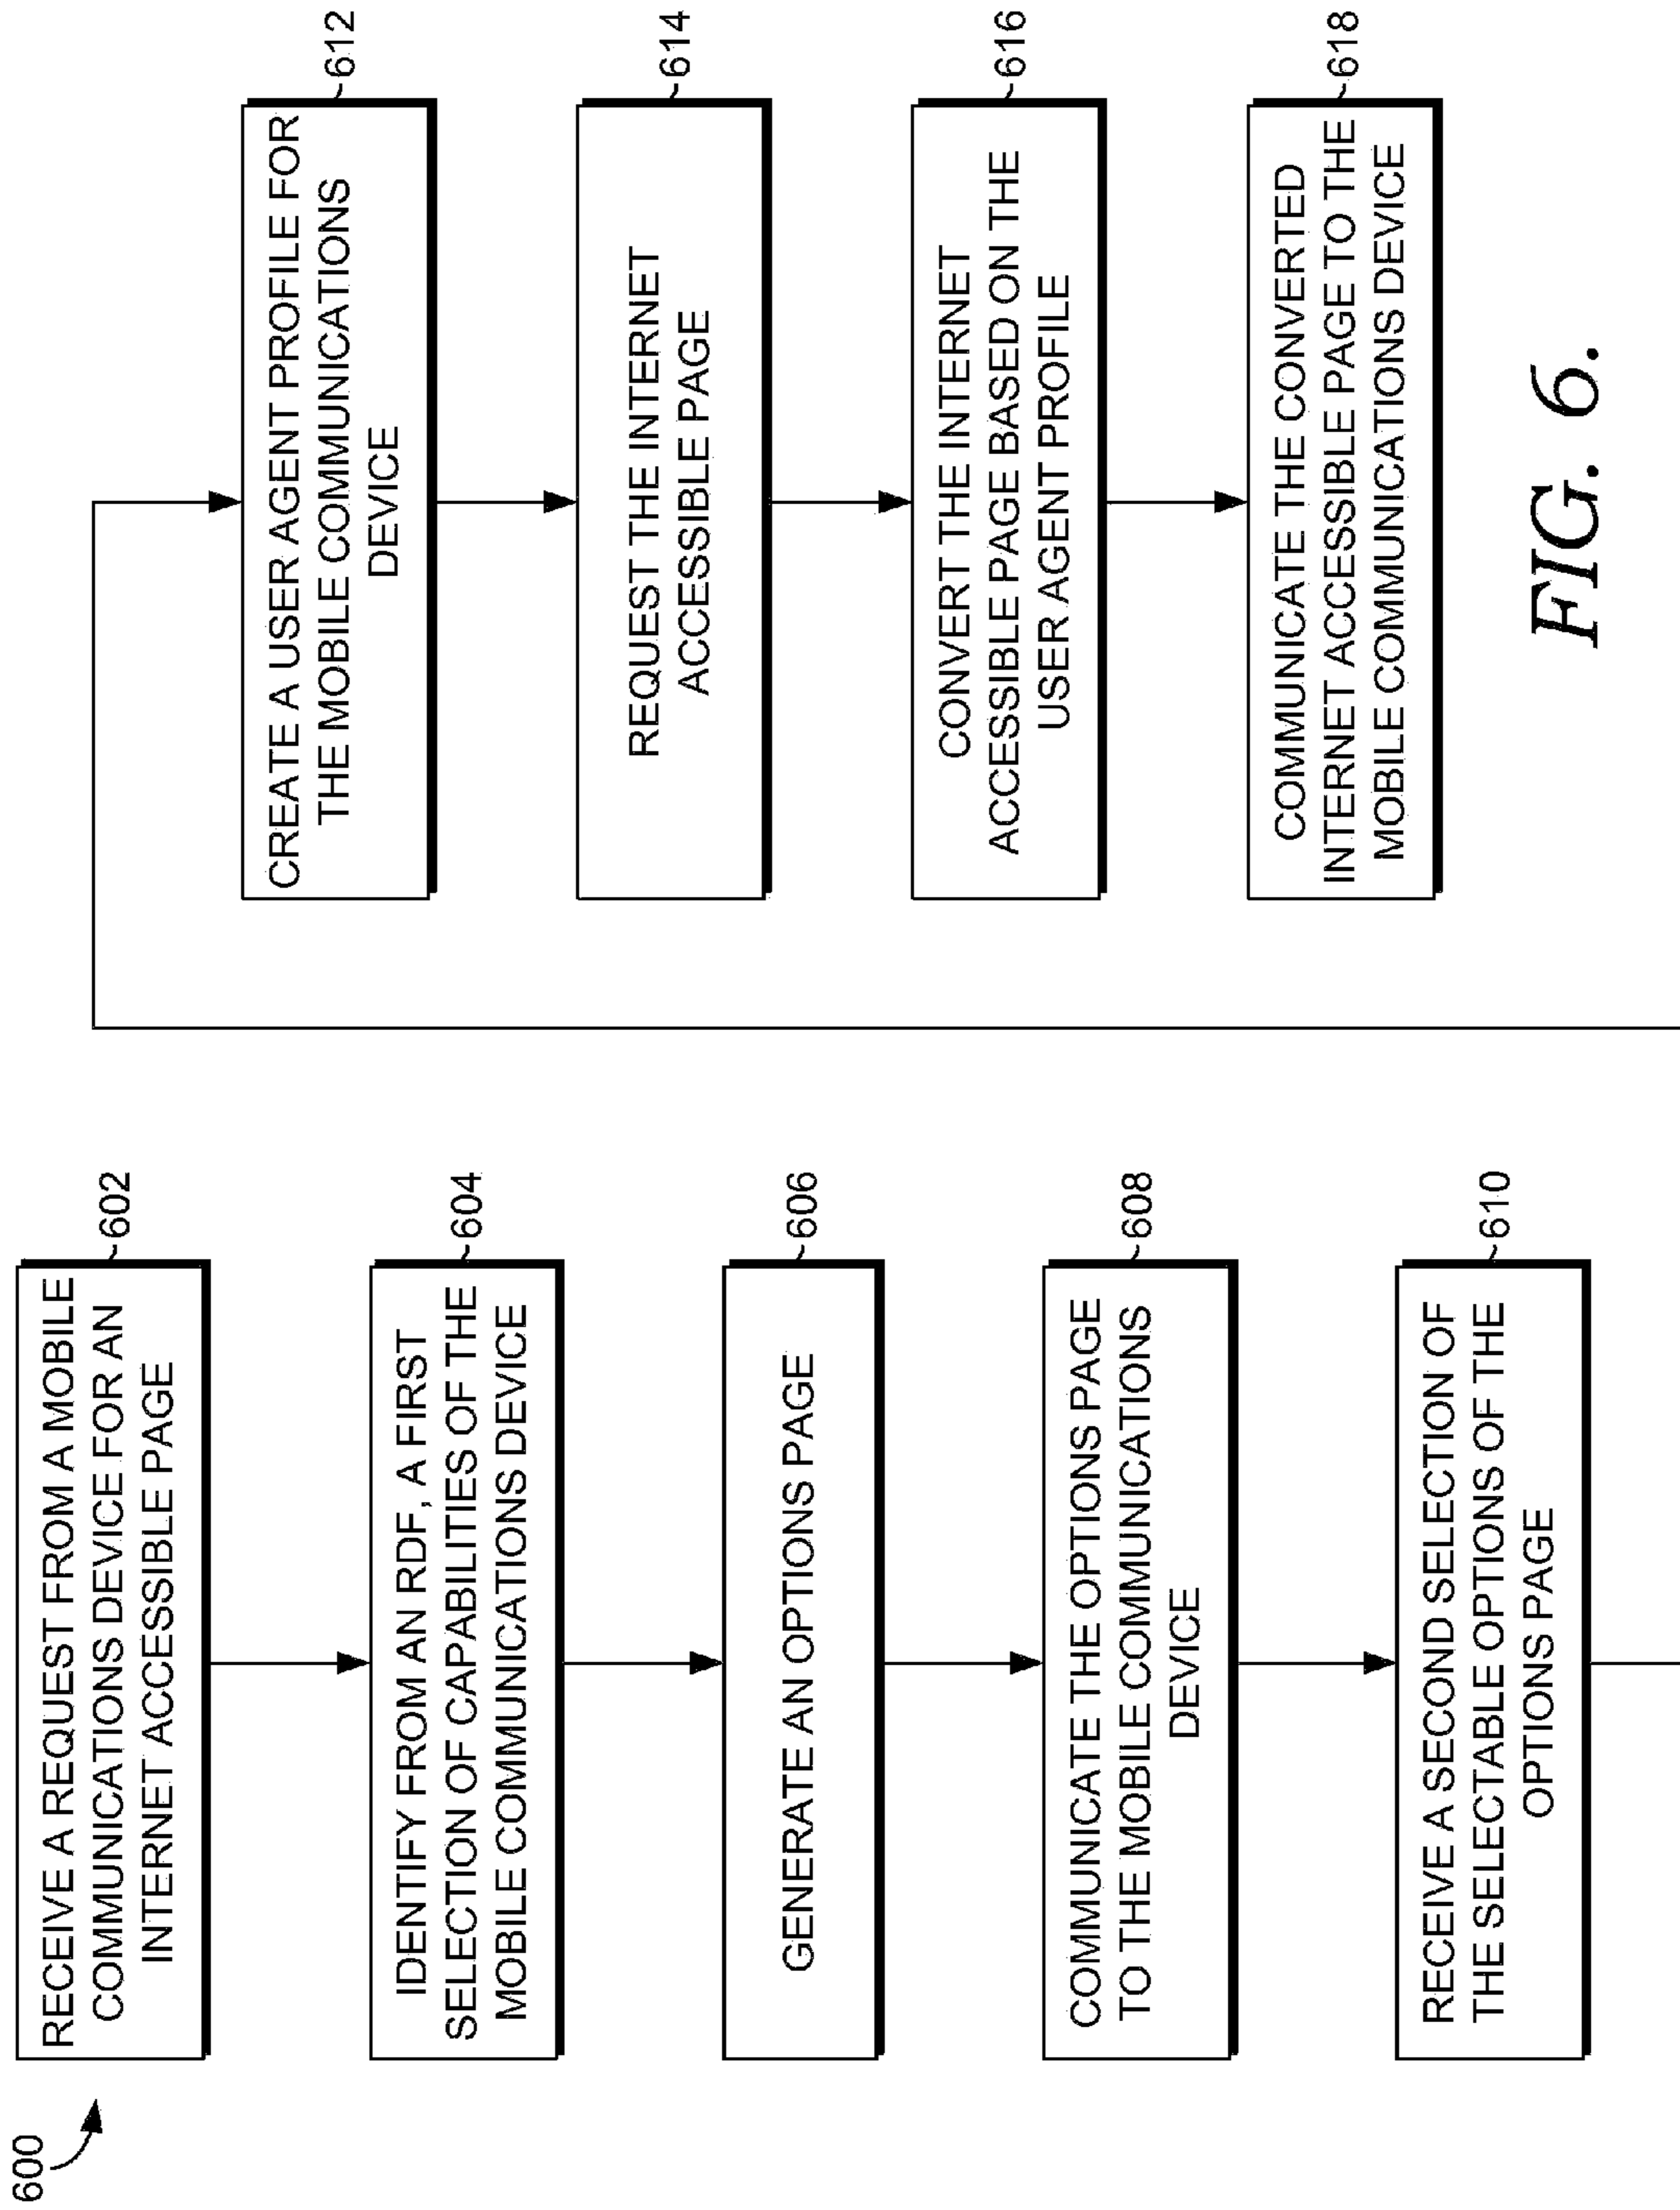 600
RECEIVE A REQUEST FROM A MOBILE
COMMUNICATIONS DEVICE FOR AN
INTERNET ACCESSIBLE PAGE
602
IDENTIFY FROM AN RDF, A FIRST
SELECTION OF CAPABILITIES OF THE
MOBILE COMMUNICATIONS DEVICE
604
GENERATE AN OPTIONS PAGE
606
COMMUNICATE THE OPTIONS PAGE
TO THE MOBILE COMMUNICATIONS
DEVICE
608
RECEIVE A SECOND SELECTION OF
THE SELECTABLE OPTIONS OF THE
OPTIONS PAGE
610
CREATE A USER AGENT PROFILE FOR
THE MOBILE COMMUNICATIONS
DEVICE
612
REQUEST THE INTERNET
ACCESSIBLE PAGE
614
CONVERT THE INTERNET
ACCESSIBLE PAGE BASED ON THE
USER AGENT PROFILE
616
COMMUNICATE THE CONVERTED
INTERNET ACCESSIBLE PAGE TO THE
MOBILE COMMUNICATIONS DEVICE
618
FIG. 6.